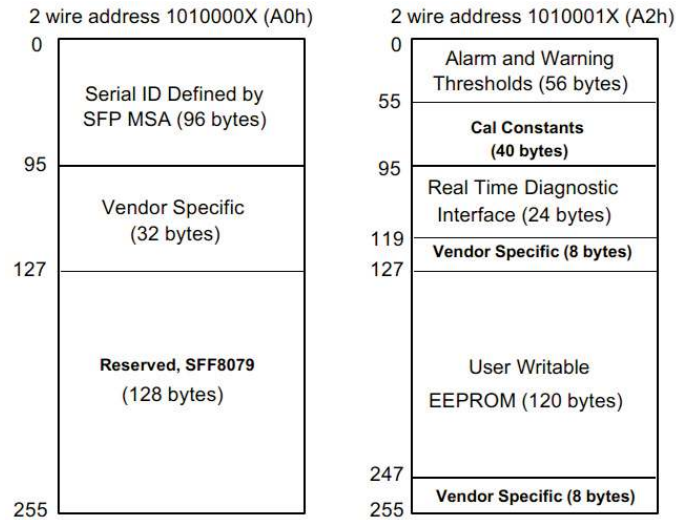 2 wire address 1010000X (A0h)
0
Serial ID Defined by
SFP MSA (96 bytes)
95
Vendor Specific
(32 bytes)
127
Reserved, SFF8079
(128 bytes)
255
2 wire address 1010001X (A2h)
0
Alarm and Warning
Thresholds (56 bytes)
55
Cal Constants
(40 bytes)
95
Real Time Diagnostic
Interface (24 bytes)
119
Vendor Specific (8 bytes)
127
User Writable
EEPROM (120 bytes)
247
Vendor Specific (8 bytes)
255